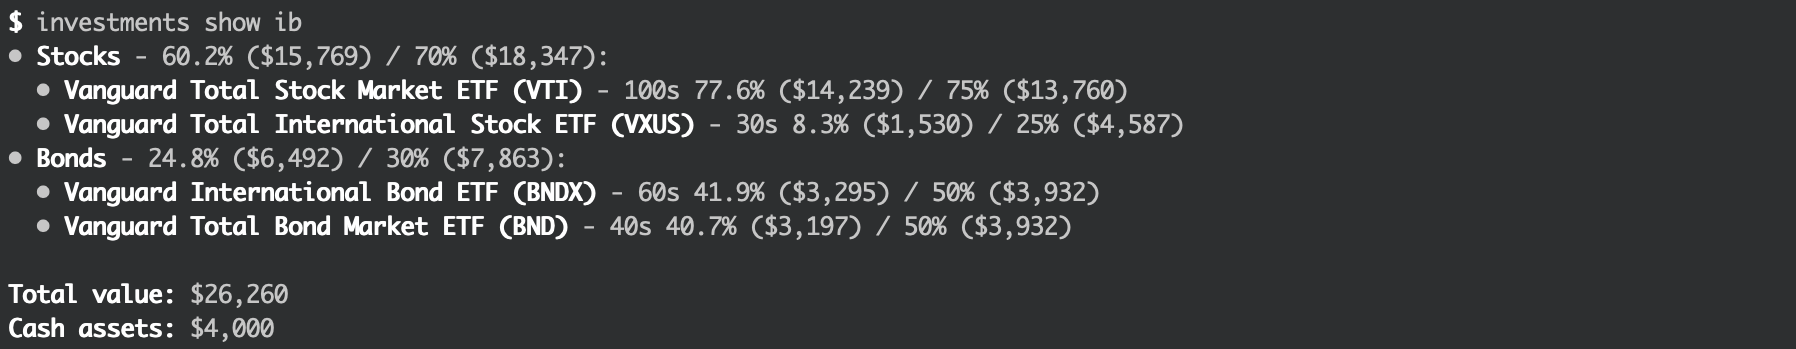 $ investments show ib
● Stocks - 60.2% ($15,769) / 70% ($18,347):
● Vanguard Total Stock Market ETF (VTI) - 100s 77.6% ($14,239) / 75% ($13,760)
● Vanguard Total International Stock ETF (VXUS) - 30s 8.3% ($1,530) / 25% ($4,587)
● Bonds - 24.8% ($6,492) / 30% ($7,863):
● Vanguard International Bond ETF (BNDX) - 60s 41.9% ($3,295) / 50% ($3,932)
● Vanguard Total Bond Market ETF (BND) - 40s 40.7% ($3,197) / 50% ($3,932)
Total value: $26,260
Cash assets: $4,000